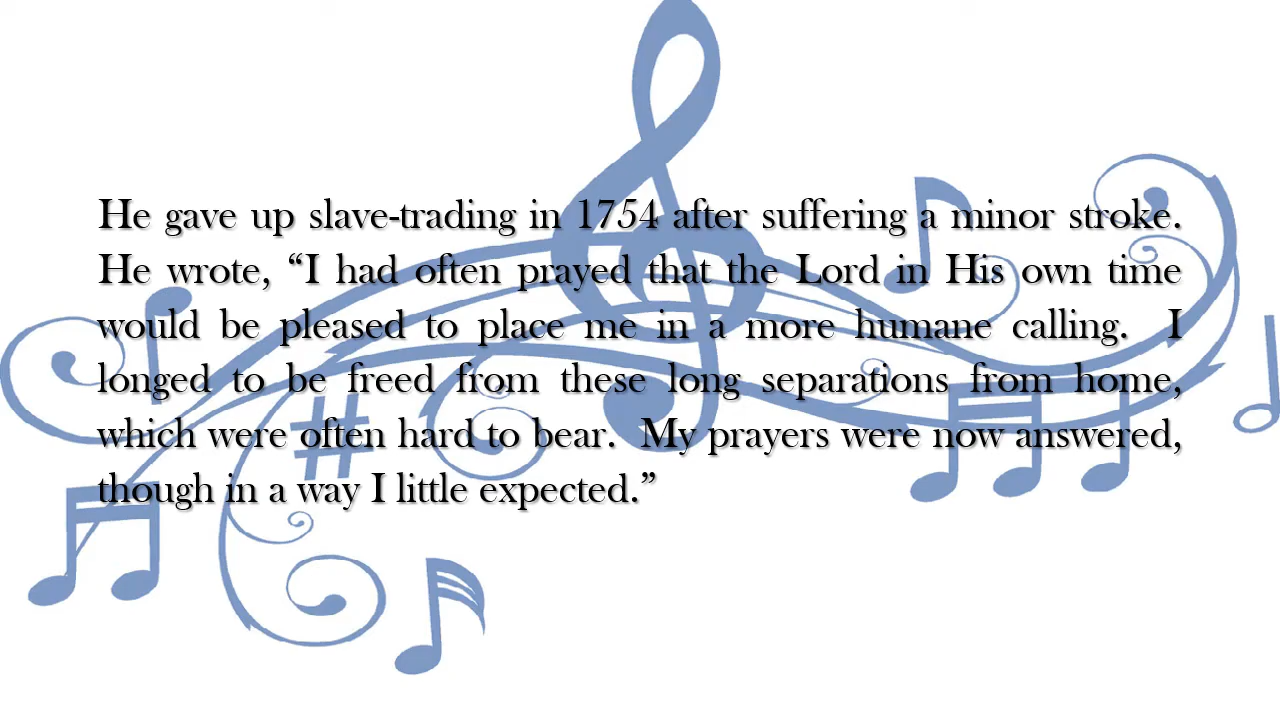 He gave up slave-trading in 1754 after suffering a minor stroke.
He wrote, “I had often prayed that the Lord in His own time
would be pleased to place me in a more humane calling.  I
longed to be freed from these long separations from home,
which were often hard to bear.  My prayers were now answered,
though in a way I little expected.”